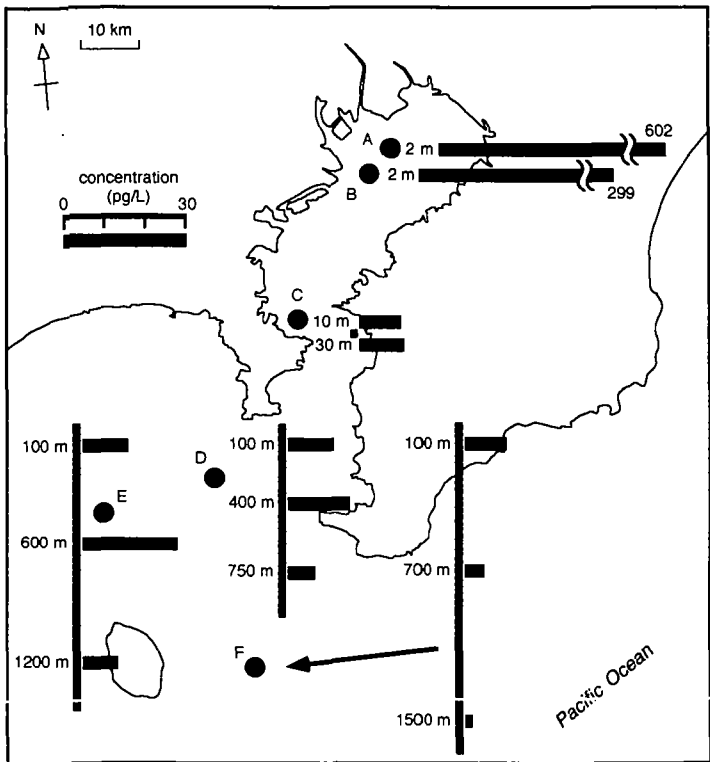 N
10 km
A
2 m
602
B
2 m
299
concentration
(pg/L)
0
30
C
10 m
30 m
100 m
D
E
600 m
1200 m
100 m
400 m
750 m
100 m
700 m
1500 m
F
Pacific Ocean